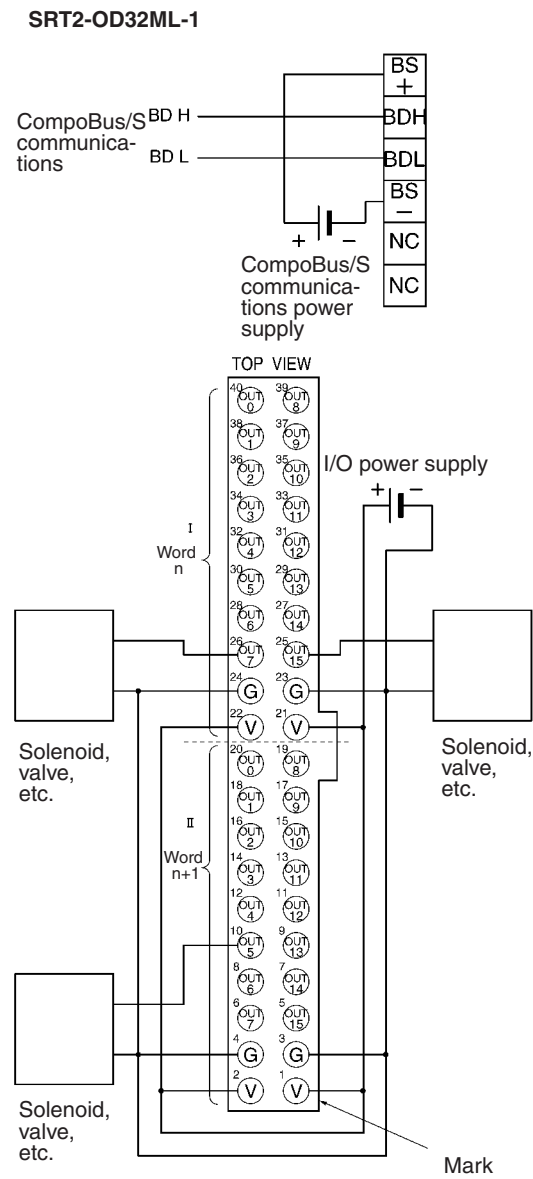 SRT2-OD32ML-1
BS
+
BDH
BDL
BS
–
NC
NC
CompoBus/S
communica-
tions
BD H
BD L
+ –
CompoBus/S
communica-
tions power
supply
TOP VIEW
40 OUT 0 39 OUT 8
38 OUT 1 37 OUT 9
36 OUT 2 35 OUT 10
34 OUT 3 33 OUT 11
32 OUT 4 31 OUT 12
30 OUT 5 29 OUT 13
28 OUT 6 27 OUT 14
26 OUT 7 25 OUT 15
24 G 23 G
22 V 21 V
20 OUT 0 19 OUT 8
18 OUT 1 17 OUT 9
16 OUT 2 15 OUT 10
14 OUT 3 13 OUT 11
12 OUT 4 11 OUT 12
10 OUT 5 9 OUT 13
8 OUT 6 7 OUT 14
6 OUT 7 5 OUT 15
4 G 3 G
2 V 1 V
I
Word
n
II
Word
n+1
I/O power supply
+ –
Solenoid,
valve,
etc.
Solenoid,
valve,
etc.
Solenoid,
valve,
etc.
Mark